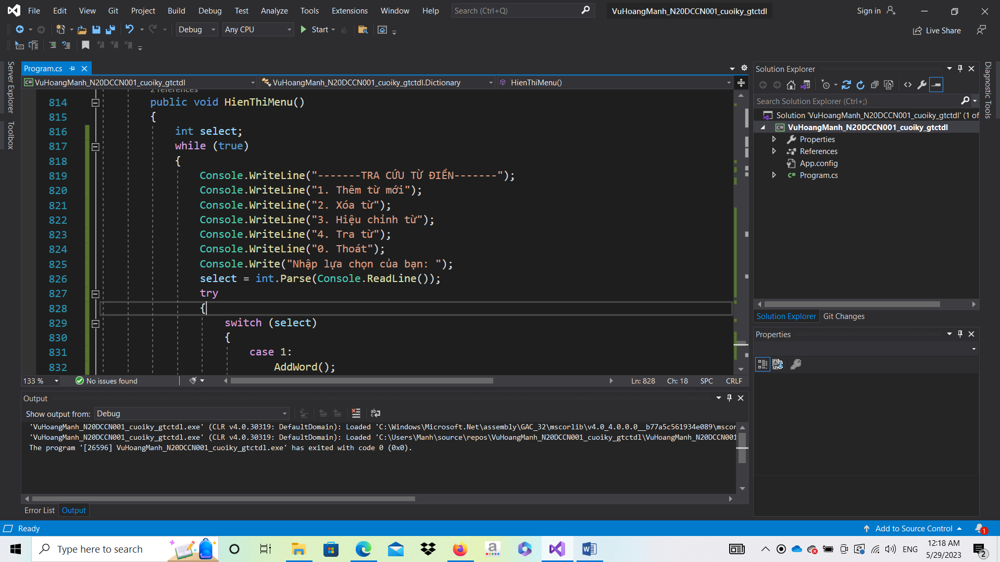 File Edit View Git Project Build Debug Test Analyze Tools Extensions Window Help Search (Ctrl+Q) VuHoangManh_N20DCCN001_cuoiky_gtctdl Sign in
Debug Any CPU Start Live Share
Server Explorer
Toolbox
Program.cs
VuHoangManh_N20DCCN001_cuoiky_gtctdl VuHoangManh_N20DCCN001_cuoiky_gtctdl.Dictionary HienThiMenu()
2 references
814 public void HienThiMenu()
815 {
816 int select;
817 while (true)
818 {
819 Console.WriteLine("-------TRA CỨU TỪ ĐIỂN-------");
820 Console.WriteLine("1. Thêm từ mới");
821 Console.WriteLine("2. Xóa từ");
822 Console.WriteLine("3. Hiệu chỉnh từ");
823 Console.WriteLine("4. Tra từ");
824 Console.WriteLine("0. Thoát");
825 Console.Write("Nhập lựa chọn của bạn: ");
826 select = int.Parse(Console.ReadLine());
827 try
828 {
829 switch (select)
830 {
831 case 1:
832 AddWord();
133 % No issues found Ln: 828 Ch: 18 SPC CRLF
Output
Show output from: Debug
'VuHoangManh_N20DCCN001_cuoiky_gtctdl.exe' (CLR v4.0.30319: DefaultDomain): Loaded 'C:\Windows\Microsoft.Net\assembly\GAC_32\mscorlib\v4.0_4.0.0.0__b77a5c561934e089\mscor
'VuHoangManh_N20DCCN001_cuoiky_gtctdl.exe' (CLR v4.0.30319: DefaultDomain): Loaded 'C:\Users\Manh\source\repos\VuHoangManh_N20DCCN001_cuoiky_gtctdl\VuHoangManh_N20DCCN001
The program '[26596] VuHoangManh_N20DCCN001_cuoiky_gtctdl.exe' has exited with code 0 (0x0).
Error List Output
Solution Explorer
Search Solution Explorer (Ctrl+;)
Solution 'VuHoangManh_N20DCCN001_cuoiky_gtctdl' (1 of
VuHoangManh_N20DCCN001_cuoiky_gtctdl
Properties
References
App.config
Program.cs
Solution Explorer Git Changes
Properties
Diagnostic Tools
Ready Add to Source Control 1
Type here to search ENG 12:18 AM
5/29/2023 2